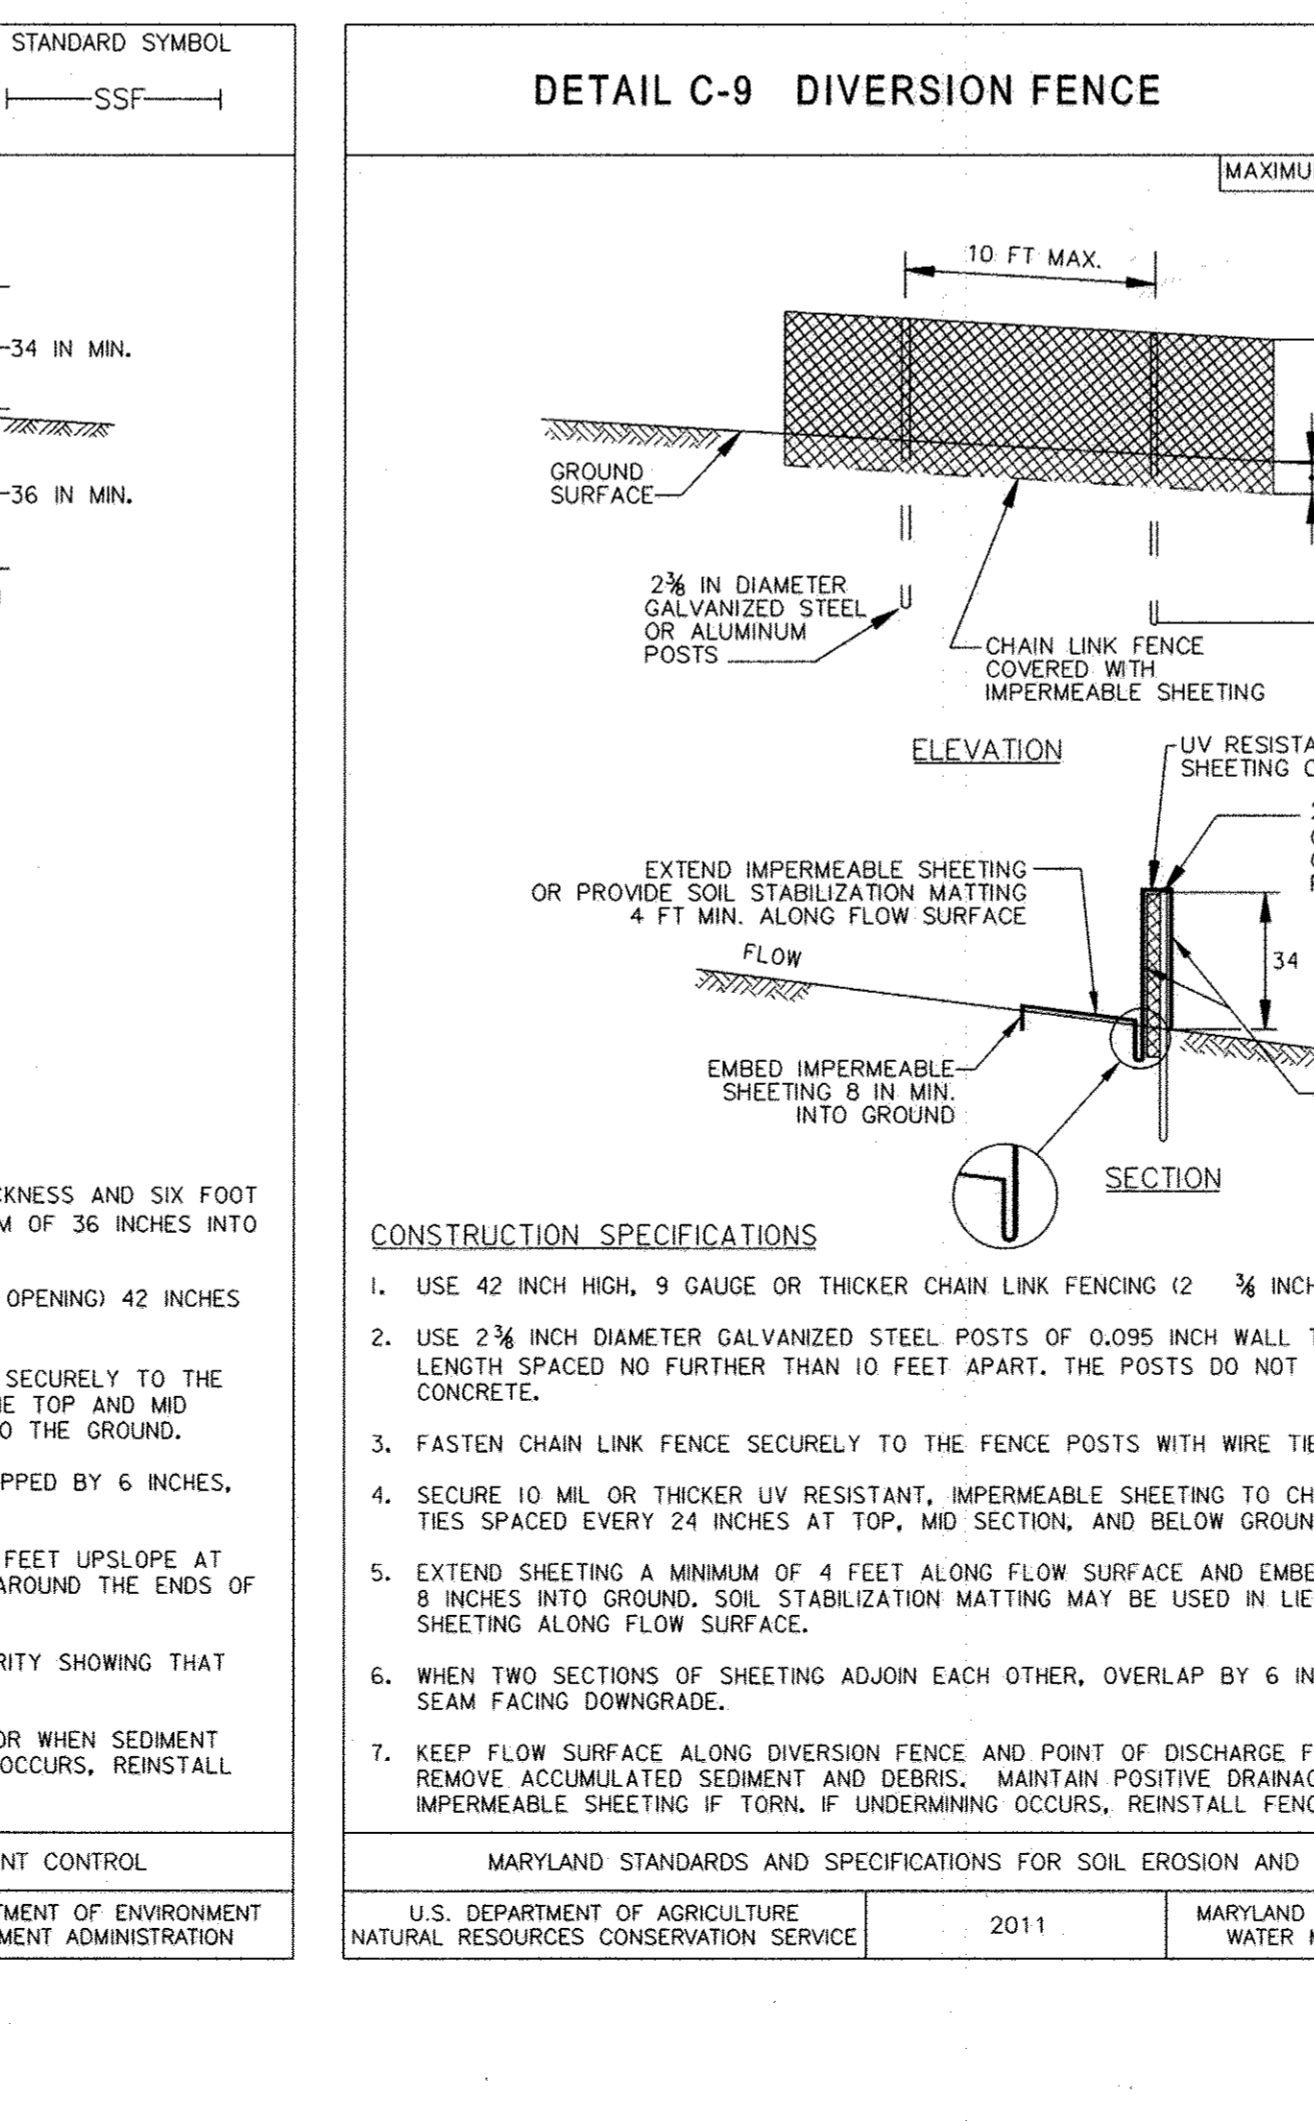 STANDARD SYMBOL
SSF
34 IN MIN.
36 IN MIN.
CKNESS AND SIX FOOT
M OF 36 INCHES INTO
OPENING) 42 INCHES
SECURELY TO THE
E TOP AND MID
O THE GROUND.
PPED BY 6 INCHES,
FEET UPSLOPE AT
AROUND THE ENDS OF
RITY SHOWING THAT
OR WHEN SEDIMENT
OCCURS, REINSTALL
NT CONTROL
TMENT OF ENVIRONMENT
MENT ADMINISTRATION
DETAIL C-9 DIVERSION FENCE
MAXIMU
10 FT MAX.
GROUND
SURFACE
2⅜ IN DIAMETER
GALVANIZED STEEL
OR ALUMINUM
POSTS
CHAIN LINK FENCE
COVERED WITH
IMPERMEABLE SHEETING
ELEVATION
UV RESISTA
SHEETING
EXTEND IMPERMEABLE SHEETING
OR PROVIDE SOIL STABILIZATION MATTING
4 FT MIN. ALONG FLOW SURFACE
FLOW
34
EMBED IMPERMEABLE
SHEETING 8 IN MIN.
INTO GROUND
SECTION
CONSTRUCTION SPECIFICATIONS
1. USE 42 INCH HIGH, 9 GAUGE OR THICKER CHAIN LINK FENCING (2 ⅜ INCH
2. USE 2⅜ INCH DIAMETER GALVANIZED STEEL POSTS OF 0.095 INCH WALL T
LENGTH SPACED NO FURTHER THAN 10 FEET APART. THE POSTS DO NOT
CONCRETE.
3. FASTEN CHAIN LINK FENCE SECURELY TO THE FENCE POSTS WITH WIRE TIE
4. SECURE 10 MIL OR THICKER UV RESISTANT, IMPERMEABLE SHEETING TO CH
TIES SPACED EVERY 24 INCHES AT TOP, MID SECTION, AND BELOW GROUN
5. EXTEND SHEETING A MINIMUM OF 4 FEET ALONG FLOW SURFACE AND EMBE
8 INCHES INTO GROUND. SOIL STABILIZATION MATTING MAY BE USED IN LIE
SHEETING ALONG FLOW SURFACE.
6. WHEN TWO SECTIONS OF SHEETING ADJOIN EACH OTHER, OVERLAP BY 6 IN
SEAM FACING DOWNGRADE.
7. KEEP FLOW SURFACE ALONG DIVERSION FENCE AND POINT OF DISCHARGE F
REMOVE ACCUMULATED SEDIMENT AND DEBRIS. MAINTAIN POSITIVE DRAINAG
IMPERMEABLE SHEETING IF TORN. IF UNDERMINING OCCURS, REINSTALL FENC
MARYLAND STANDARDS AND SPECIFICATIONS FOR SOIL EROSION AND
U.S. DEPARTMENT OF AGRICULTURE
NATURAL RESOURCES CONSERVATION SERVICE
2011
MARYLAND
WATER